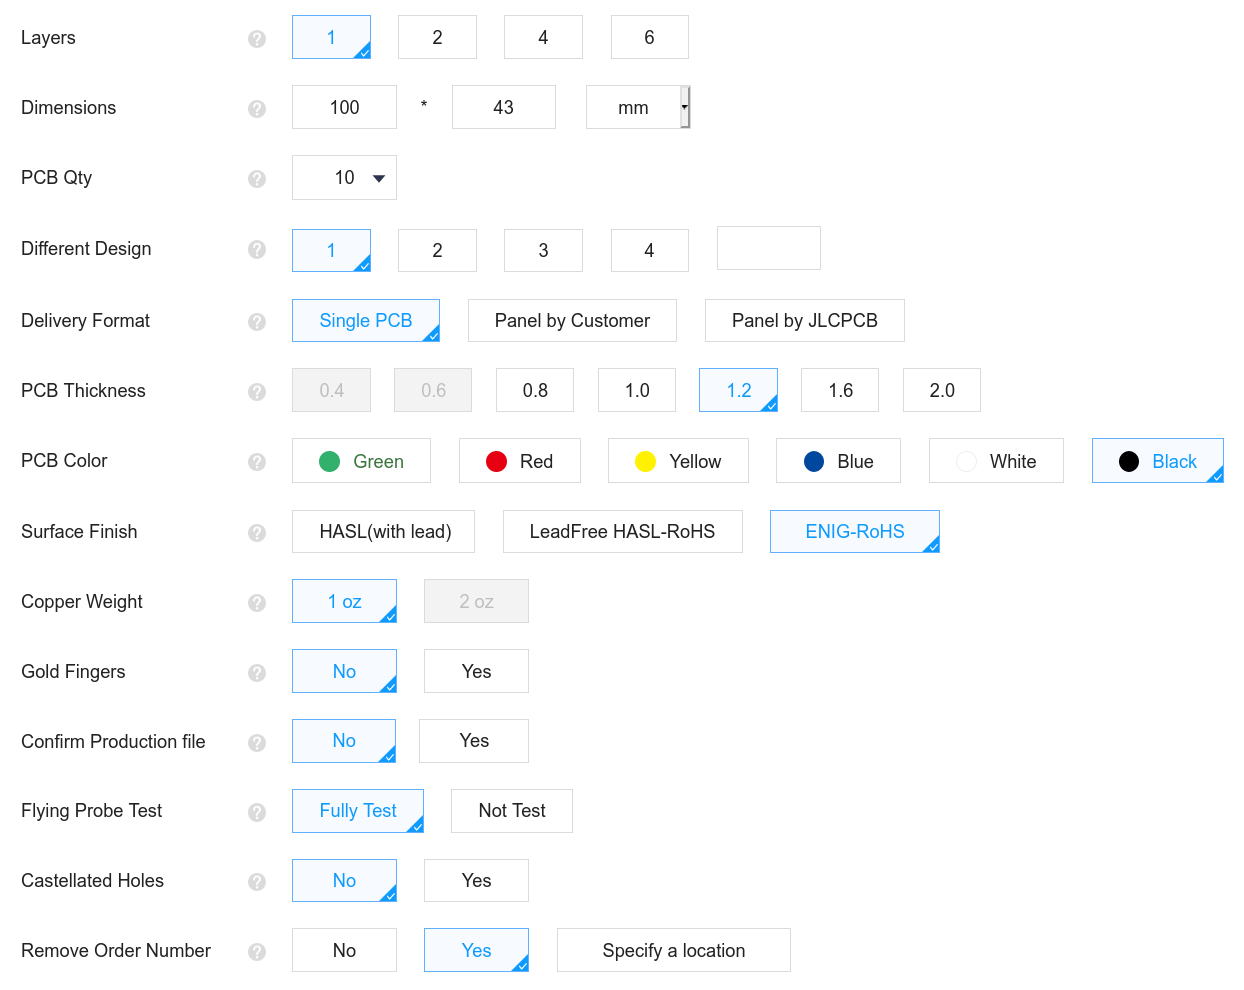 Layers ? 1 2 4 6
Dimensions ? 100 * 43 mm
PCB Qty ? 10
Different Design ? 1 2 3 4
Delivery Format ? Single PCB Panel by Customer Panel by JLCPCB
PCB Thickness ? 0.4 0.6 0.8 1.0 1.2 1.6 2.0
PCB Color ? Green Red Yellow Blue White Black
Surface Finish ? HASL(with lead) LeadFree HASL-RoHS ENIG-RoHS
Copper Weight ? 1 oz 2 oz
Gold Fingers ? No Yes
Confirm Production file ? No Yes
Flying Probe Test ? Fully Test Not Test
Castellated Holes ? No Yes
Remove Order Number ? No Yes Specify a location